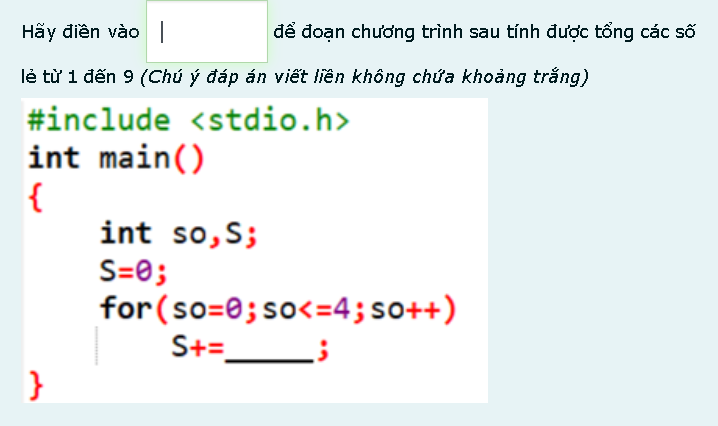 Hãy điền vào để đoạn chương trình sau tính được tổng các số
lẻ từ 1 đến 9 (Chú ý đáp án viết liền không chứa khoảng trắng)
#include <stdio.h>
int main()
{
int so,S;
S=0;
for(so=0;so<=4;so++)
S+=_____;
}